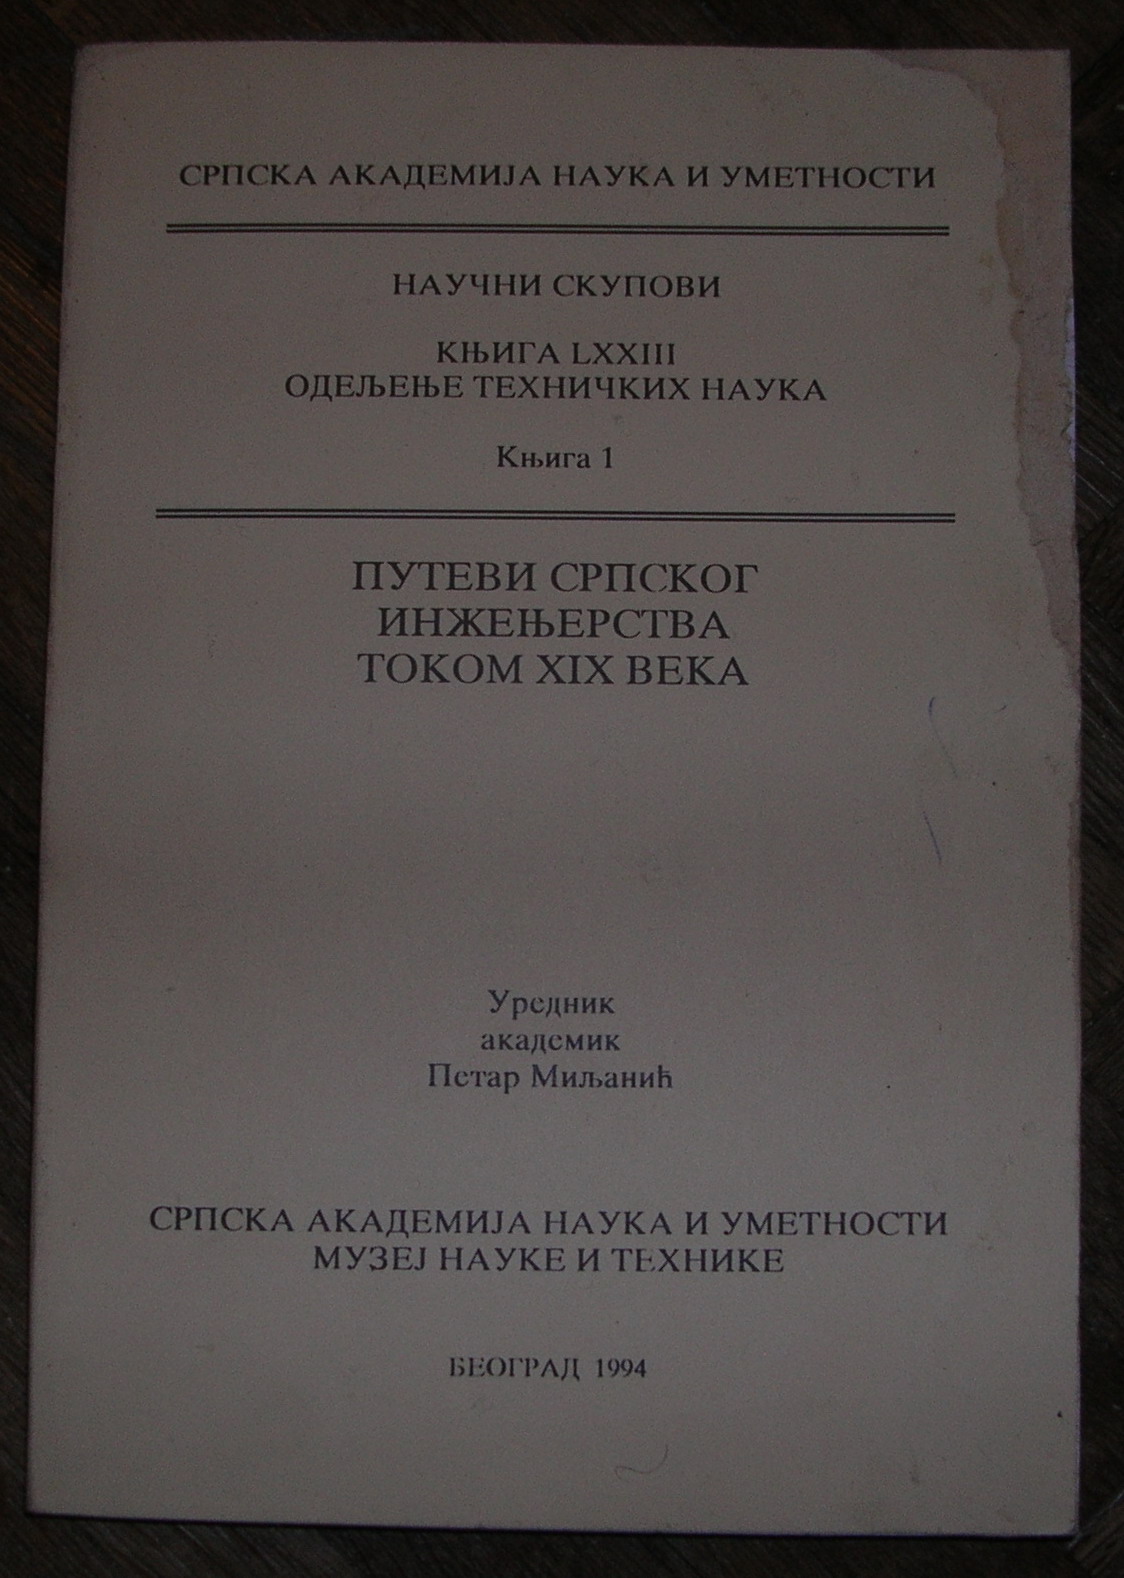 СРПСКА АКАДЕМИЈА НАУКА И УМЕТНОСТИ
НАУЧНИ СКУПОВИ
КЊИГА LXXIII
ОДЕЉЕЊЕ ТЕХНИЧКИХ НАУКА
Књига 1
ПУТЕВИ СРПСКОГ
ИНЖЕЊЕРСТВА
ТОКОМ XIX ВЕКА
Уредник
академик
Петар Миљанић
СРПСКА АКАДЕМИЈА НАУКА И УМЕТНОСТИ
МУЗЕЈ НАУКЕ И ТЕХНИКЕ
БЕОГРАД 1994